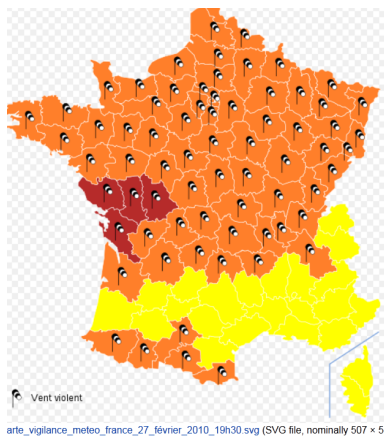 Vent violent
arte_vigilance_meteo_france_27_février_2010_19h30.svg (SVG file, nominally 507 × 5